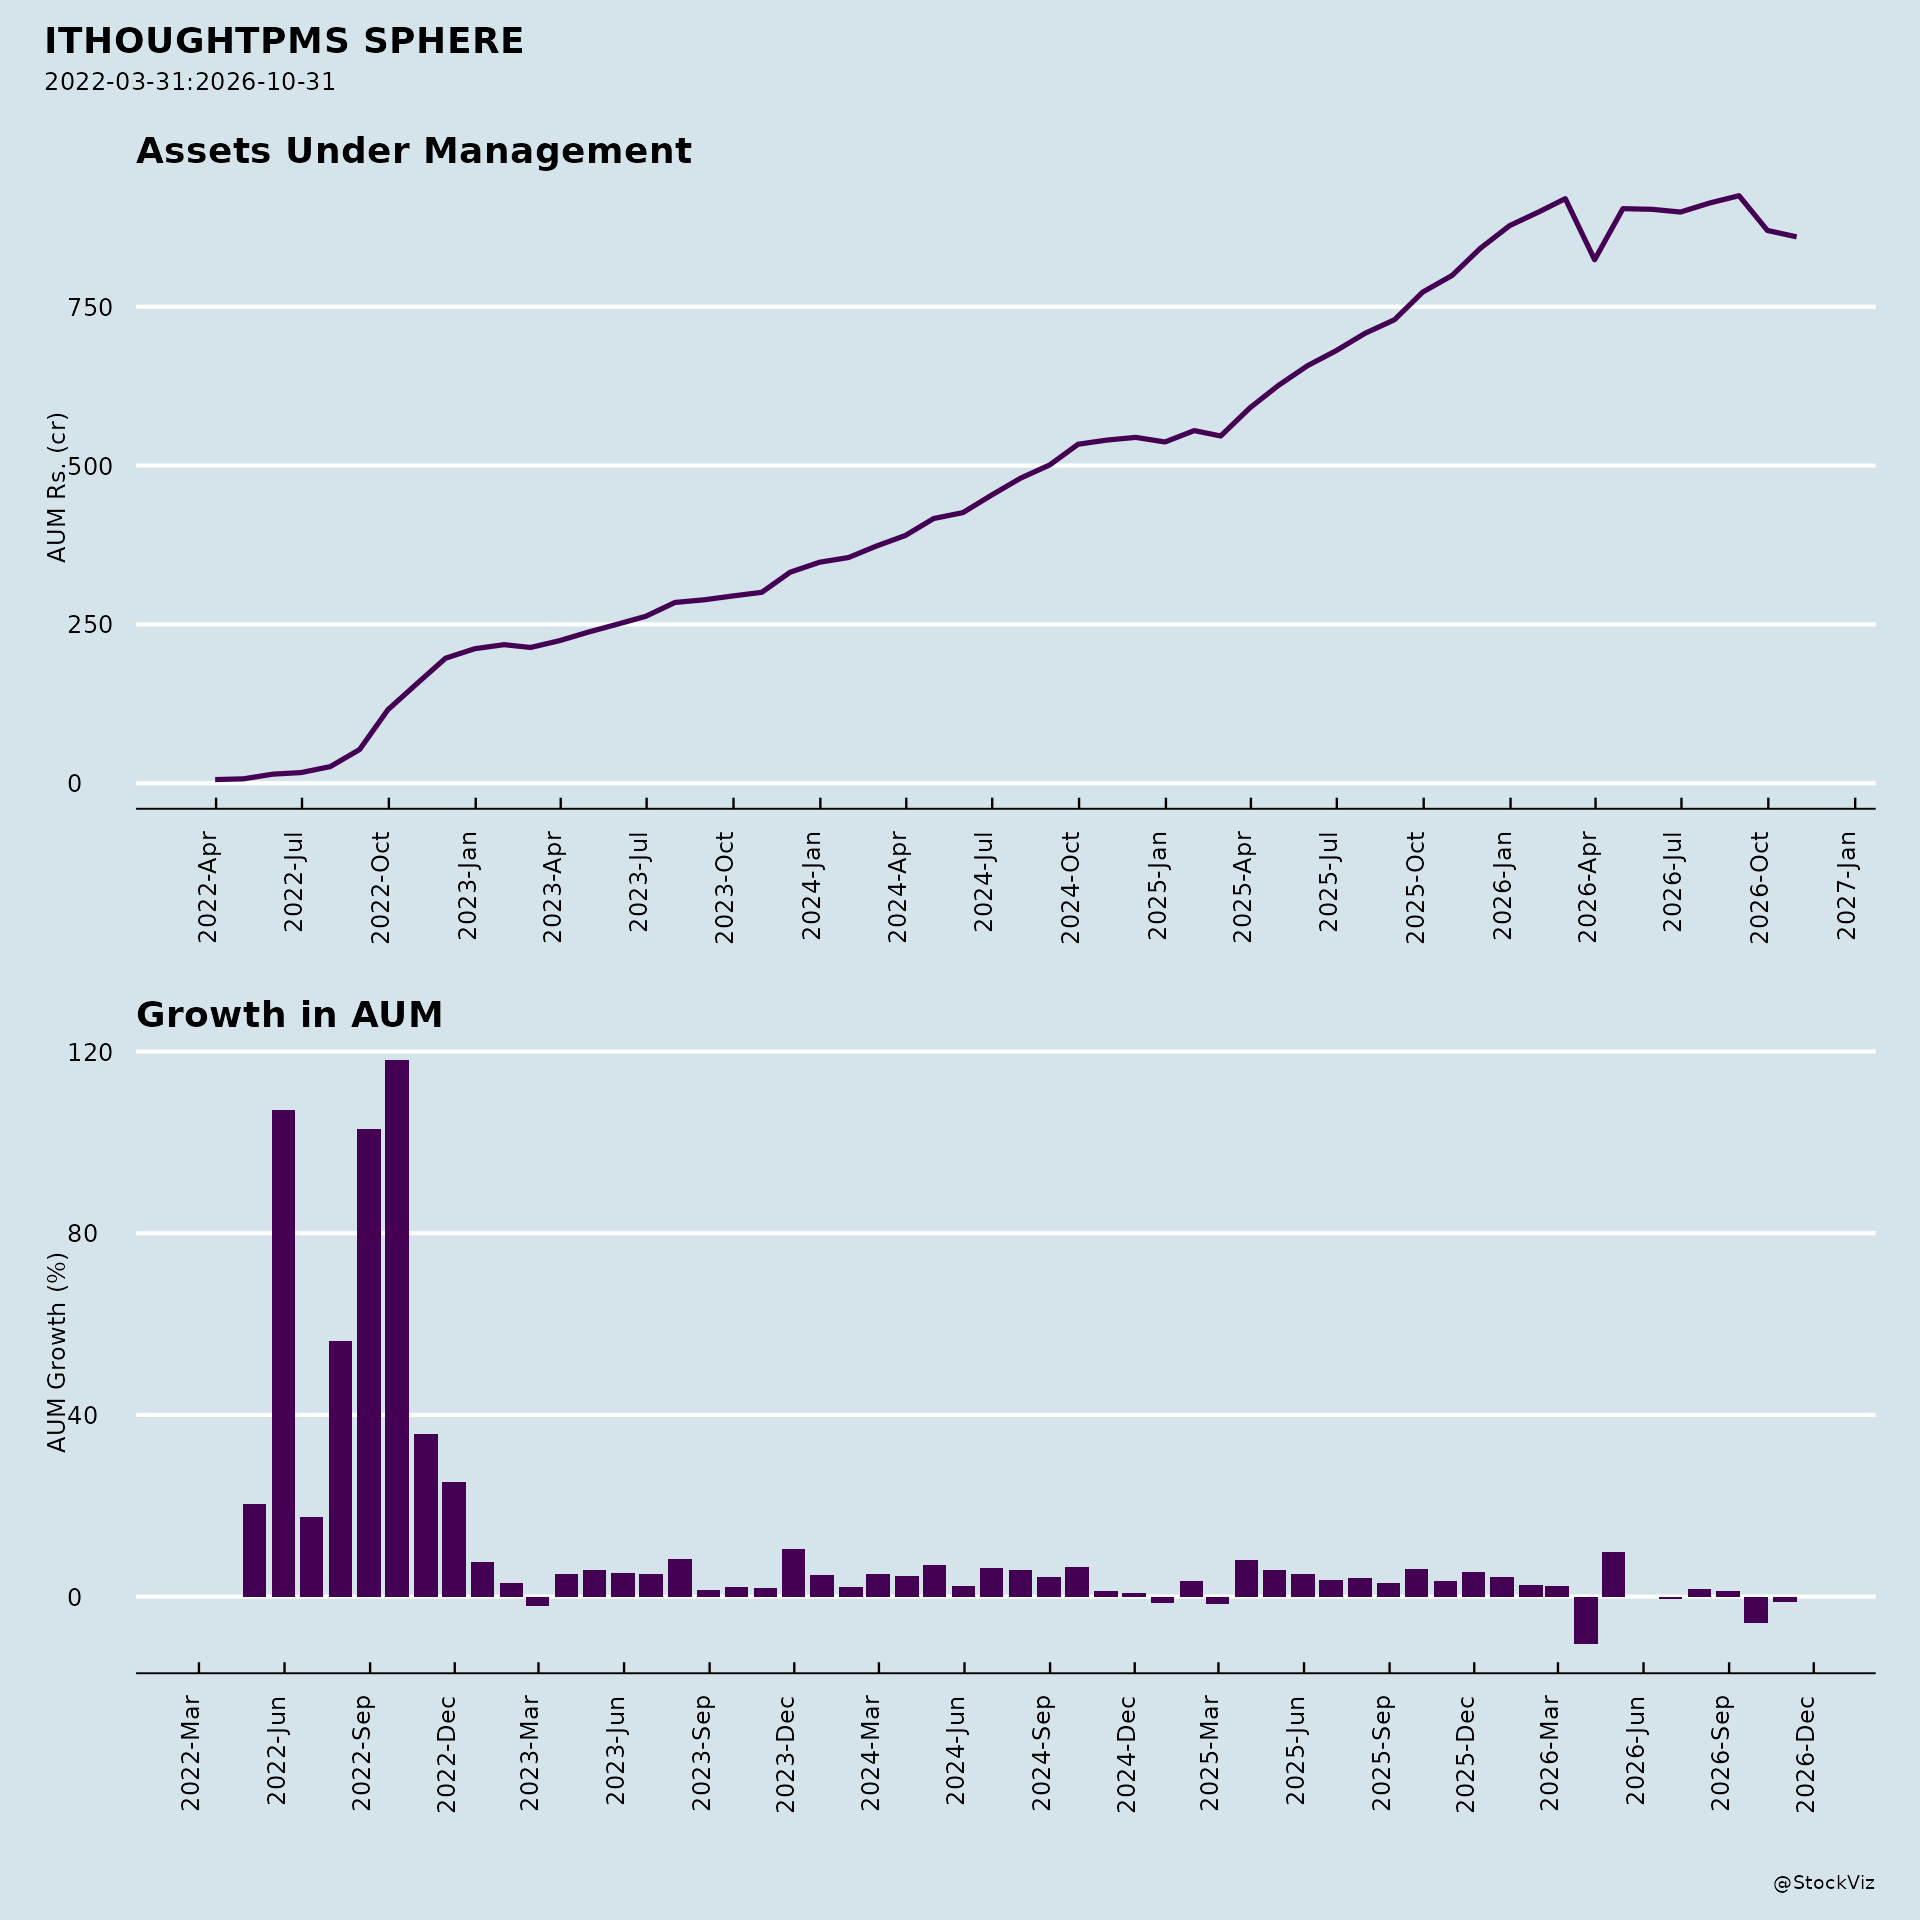 ITHOUGHTPMS SPHERE
2022-03-31:2026-10-31
Assets Under Management
AUM Rs. (cr)
750
500
250
0
2022-Apr
2022-Jul
2022-Oct
2023-Jan
2023-Apr
2023-Jul
2023-Oct
2024-Jan
2024-Apr
2024-Jul
2024-Oct
2025-Jan
2025-Apr
2025-Jul
2025-Oct
2026-Jan
2026-Apr
2026-Jul
2026-Oct
2027-Jan
Growth in AUM
AUM Growth (%)
120
80
40
0
2022-Mar
2022-Jun
2022-Sep
2022-Dec
2023-Mar
2023-Jun
2023-Sep
2023-Dec
2024-Mar
2024-Jun
2024-Sep
2024-Dec
2025-Mar
2025-Jun
2025-Sep
2025-Dec
2026-Mar
2026-Jun
2026-Sep
2026-Dec
@StockViz